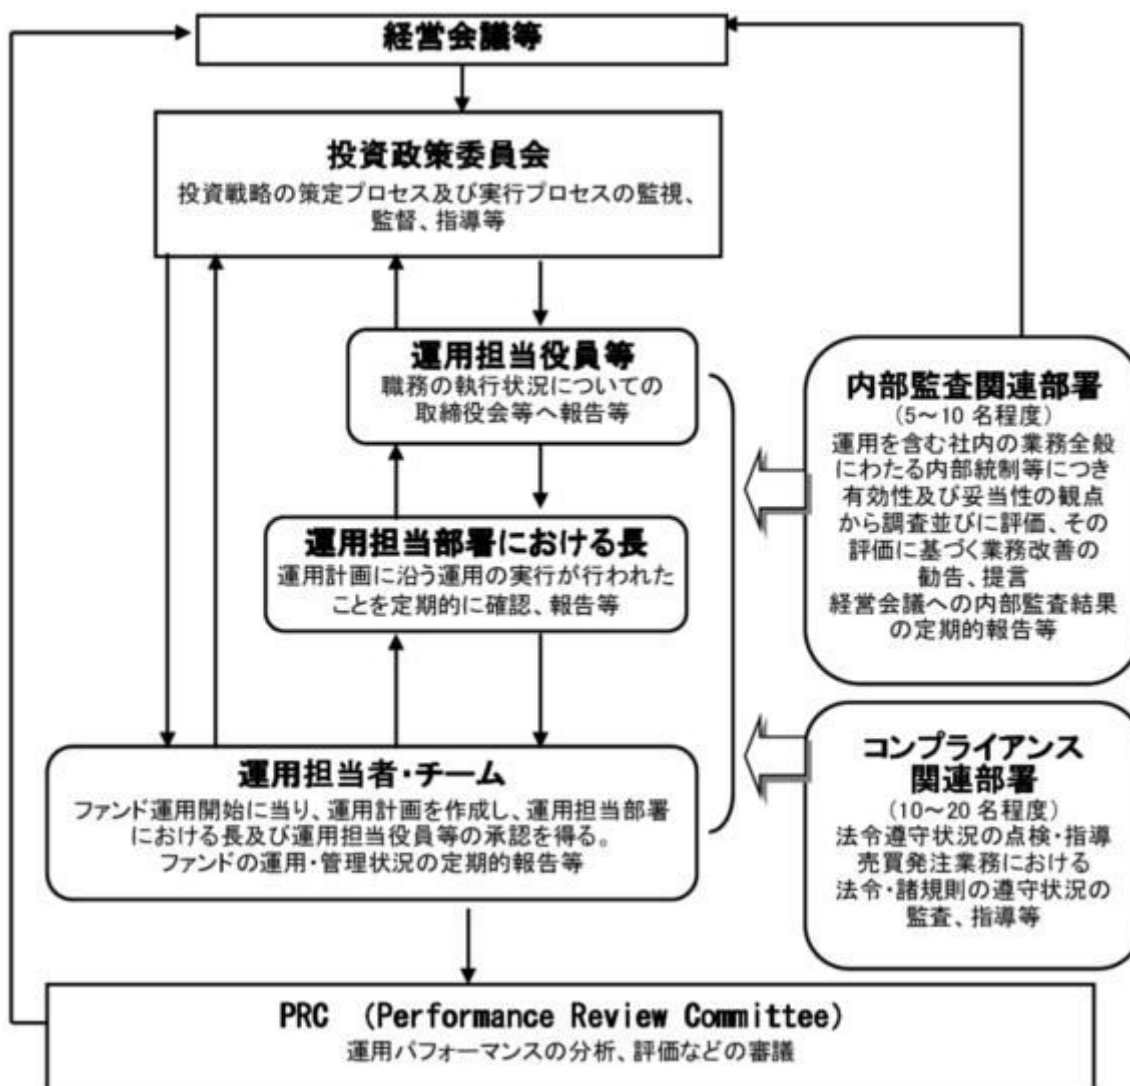 経営会議等
投資政策委員会
投資戦略の策定プロセス及び実行プロセスの監視、
監督、指導等
運用担当役員等
職務の執行状況についての
取締役会等へ報告等
運用担当部署における長
運用計画に沿う運用の実行が行われた
ことを定期的に確認、報告等
運用担当者・チーム
ファンド運用開始に当り、運用計画を作成し、運用担当部署
における長及び運用担当役員等の承認を得る。
ファンドの運用・管理状況の定期的報告等
内部監査関連部署
(5～10 名程度)
運用を含む社内の業務全般
にわたる内部統制等につき
有効性及び妥当性の観点
から調査並びに評価、その
評価に基づく業務改善の
勧告、提言
経営会議への内部監査結果
の定期的報告等
コンプライアンス
関連部署
(10～20 名程度)
法令遵守状況の点検・指導
売買発注業務における
法令・諸規則の遵守状況の
監査、指導等
PRC (Performance Review Committee)
運用パフォーマンスの分析、評価などの審議